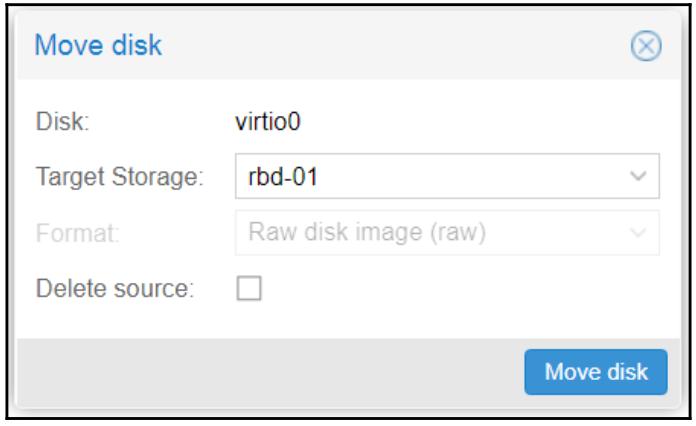 Move disk
Disk: virtio0
Target Storage: rbd-01
Format: Raw disk image (raw)
Delete source:
Move disk